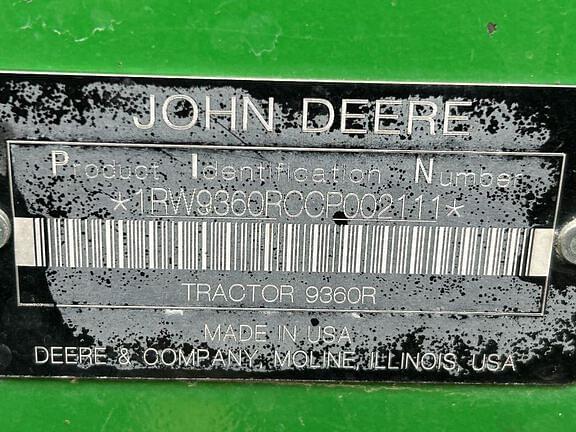 JOHN DEERE
Product Identification Number
*1RW9360RCCP002111*
TRACTOR 9360R
MADE IN USA
DEERE & COMPANY, MOLINE, ILLINOIS, USA